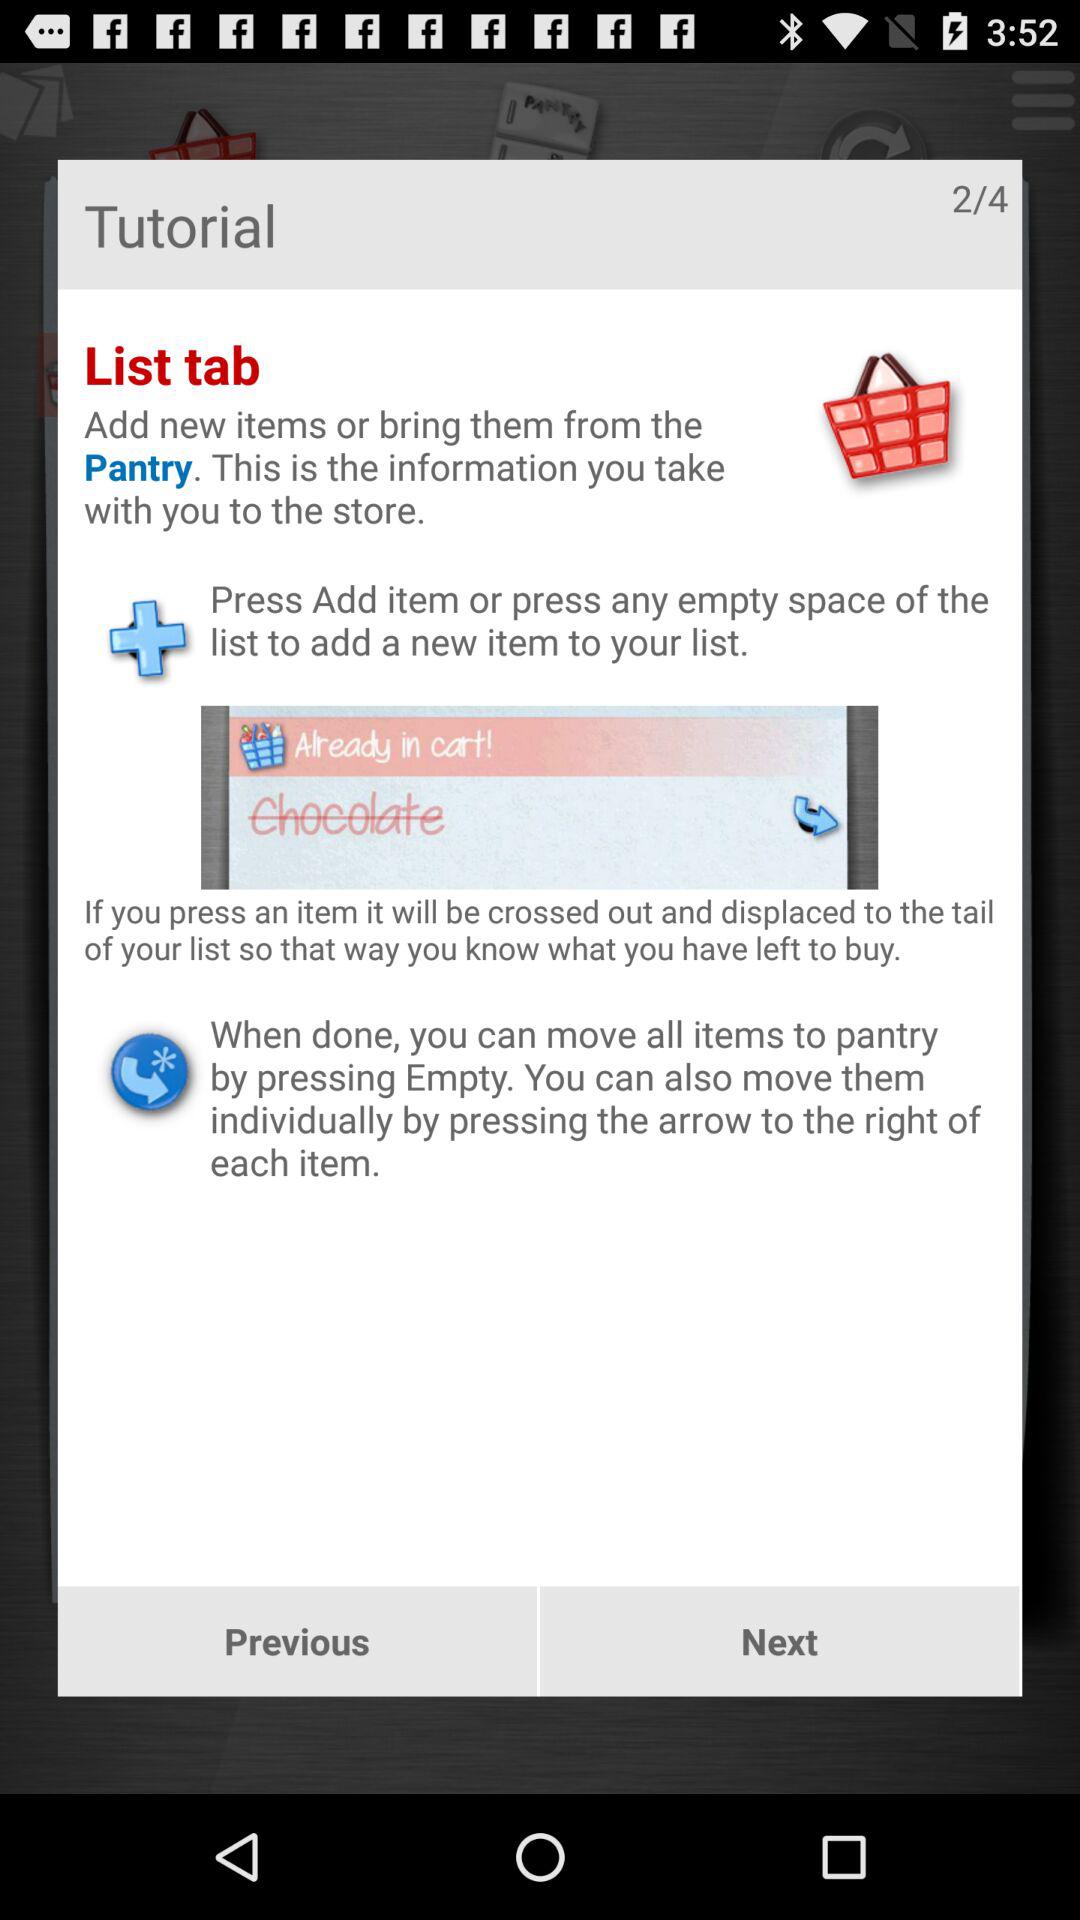 3:52
PANTRY
2/4
Tutorial
List tab
Add new items or bring them from the
Pantry. This is the information you take
with you to the store.
Press Add item or press any empty space of the
list to add a new item to your list.
Already in cart!
Chocolate
If you press an item it will be crossed out and displaced to the tail
of your list so that way you know what you have left to buy.
When done, you can move all items to pantry
by pressing Empty. You can also move them
individually by pressing the arrow to the right of
each item.
Previous
Next